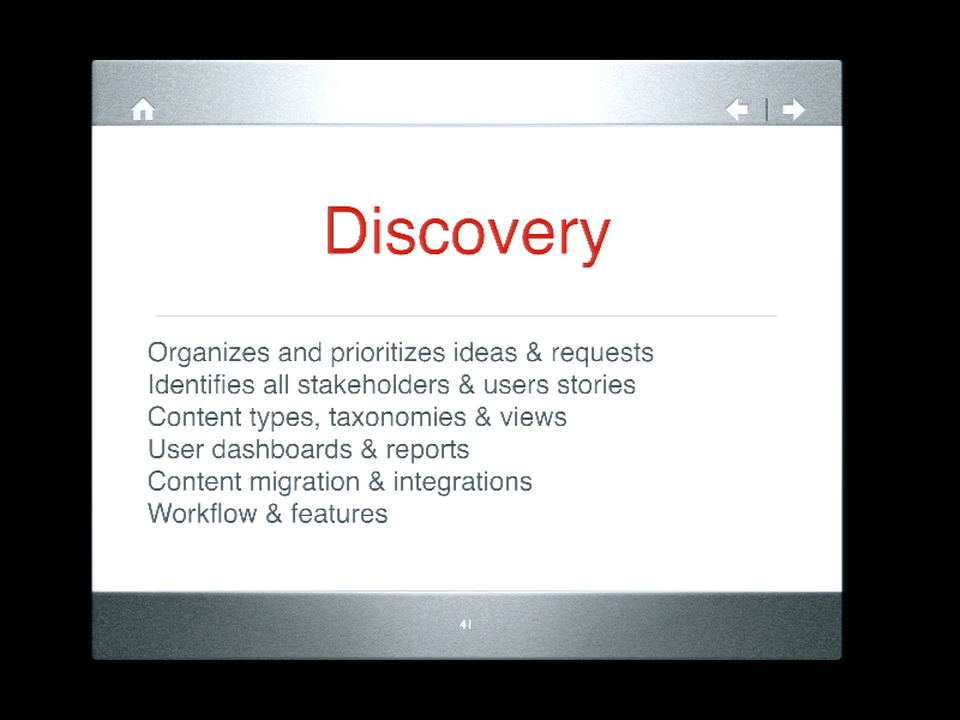 Discovery
Organizes and prioritizes ideas & requests
Identifies all stakeholders & users stories
Content types, taxonomies & views
User dashboards & reports
Content migration & integrations
Workflow & features
41